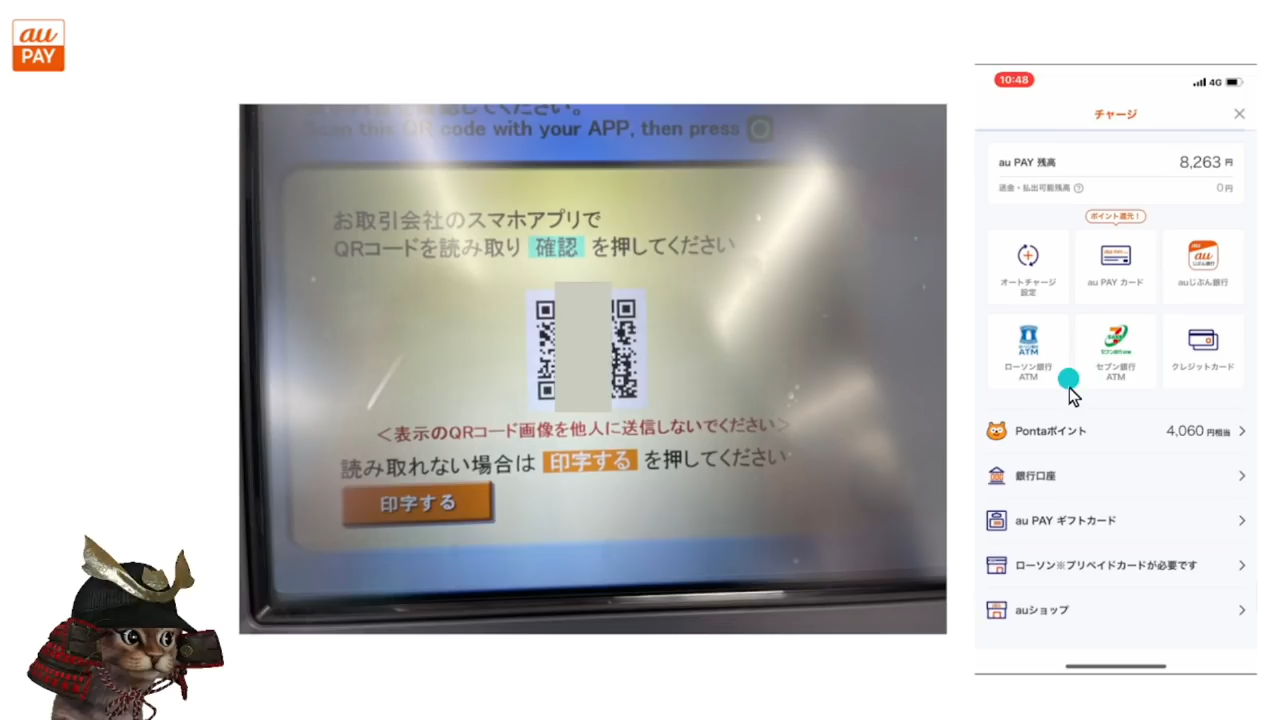 au
PAY
Scan this QR code with your APP, then press
お取引会社のスマホアプリで
QRコードを読み取り 確認 を押してください
＜表示のQRコード画像を他人に送信しないでください＞
読み取れない場合は 印字する を押してください
印字する
10:48
4G
チャージ
au PAY 残高
8,263 円
送金・払出可能残高
0円
ポイント還元！
オートチャージ
設定
au PAY カード
au
じぶん銀行
auじぶん銀行
ATM
ローソン銀行
ATM
セブン銀行
ATM
クレジットカード
Pontaポイント
4,060 円相当
銀行口座
au PAY ギフトカード
ローソン※プリペイドカードが必要です
auショップ